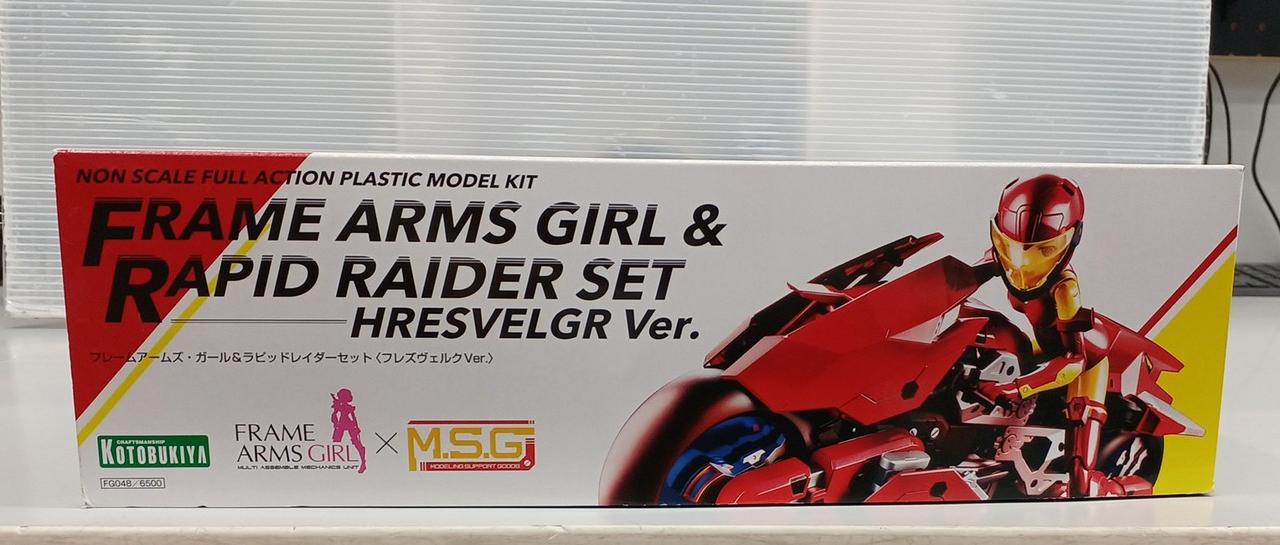 NON SCALE FULL ACTION PLASTIC MODEL KIT
FRAME ARMS GIRL &
RAPID RAIDER SET
HRESVELGR Ver.
フレームアームズ・ガール&ラピッドレイダーセット〈フレズヴェルクVer.〉
CRAFTSMANSHIP
KOTOBUKIYA
FRAME
ARMS GIRL
MULTI ASSEMBLE MECHANICS UNIT
×
M.S.G
MODELING SUPPORT GOODS
FG048/6500